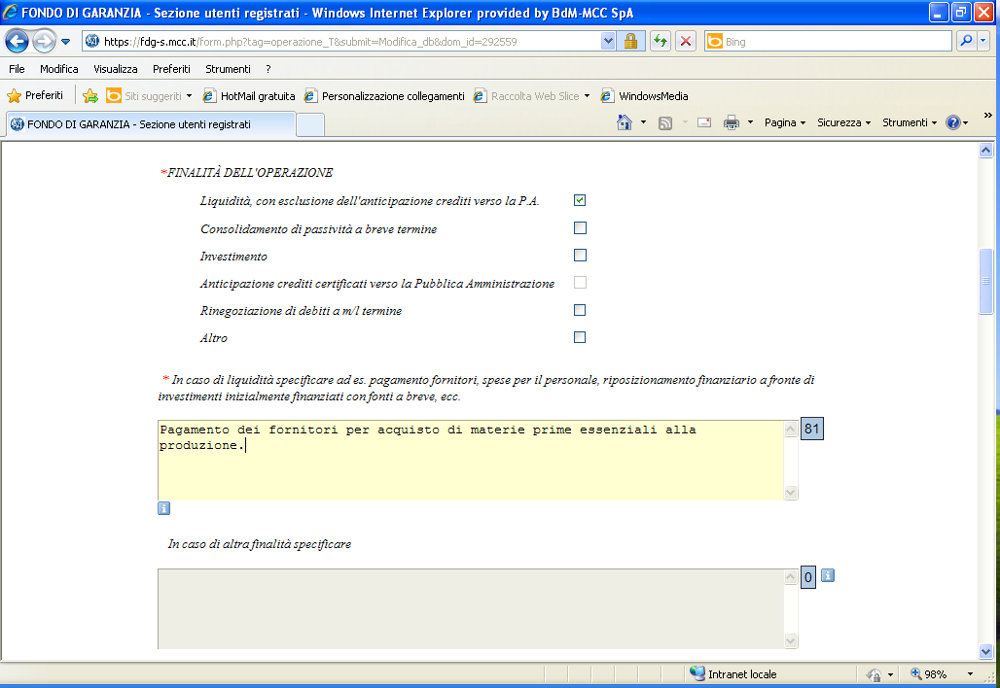 FONDO DI GARANZIA - Sezione utenti registrati - Windows Internet Explorer provided by BdM-MCC SpA
https://fdg-s.mcc.it/form.php?tag=operazione_T&submit=Modifica_db&dom_id=292559
Bing
File Modifica Visualizza Preferiti Strumenti ?
Preferiti Siti suggeriti HotMail gratuita Personalizzazione collegamenti Raccolta Web Slice WindowsMedia
FONDO DI GARANZIA - Sezione utenti registrati
Pagina Sicurezza Strumenti »
*FINALITÀ DELL'OPERAZIONE
Liquidità, con esclusione dell'anticipazione crediti verso la P.A.
Consolidamento di passività a breve termine
Investimento
Anticipazione crediti certificati verso la Pubblica Amministrazione
Rinegoziazione di debiti a m/l termine
Altro
* In caso di liquidità specificare ad es. pagamento fornitori, spese per il personale, riposizionamento finanziario a fronte di
investimenti inizialmente finanziati con fonti a breve, ecc.
Pagamento dei fornitori per acquisto di materie prime essenziali alla
produzione.
81
In caso di altra finalità specificare
0
Intranet locale
98%